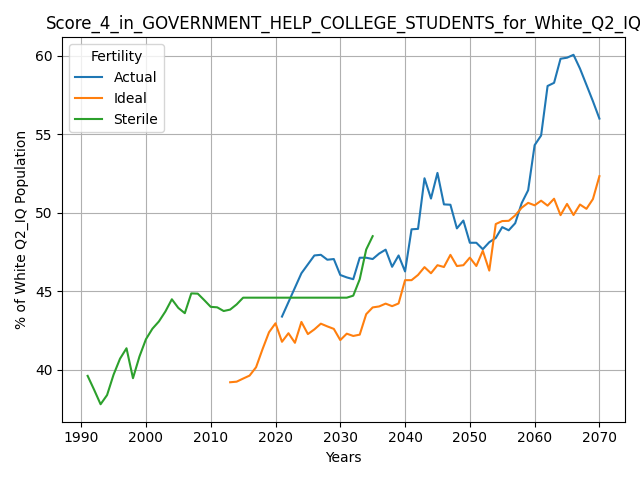 Score_4_in_GOVERNMENT_HELP_COLLEGE_STUDENTS_for_White_Q2_IQ
Fertility
Actual
Ideal
Sterile
% of White Q2_IQ Population
60
55
50
45
40
1990 2000 2010 2020 2030 2040 2050 2060 2070
Years